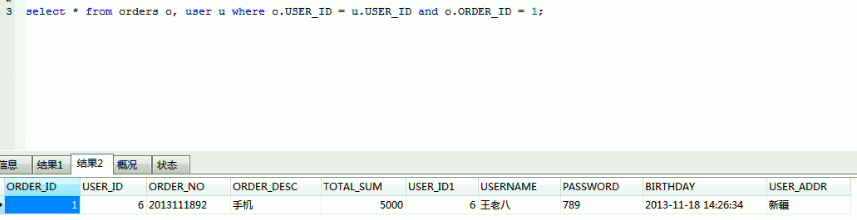 3 select * from orders o, user u where o.USER_ID = u.USER_ID and o.ORDER_ID = 1;
信息 结果1 结果2 概况 状态
ORDER_ID USER_ID ORDER_NO ORDER_DESC TOTAL_SUM USER_ID1 USERNAME PASSWORD BIRTHDAY USER_ADDR
1 6 2013111892 手机 5000 6 王老八 789 2013-11-18 14:26:34 新疆